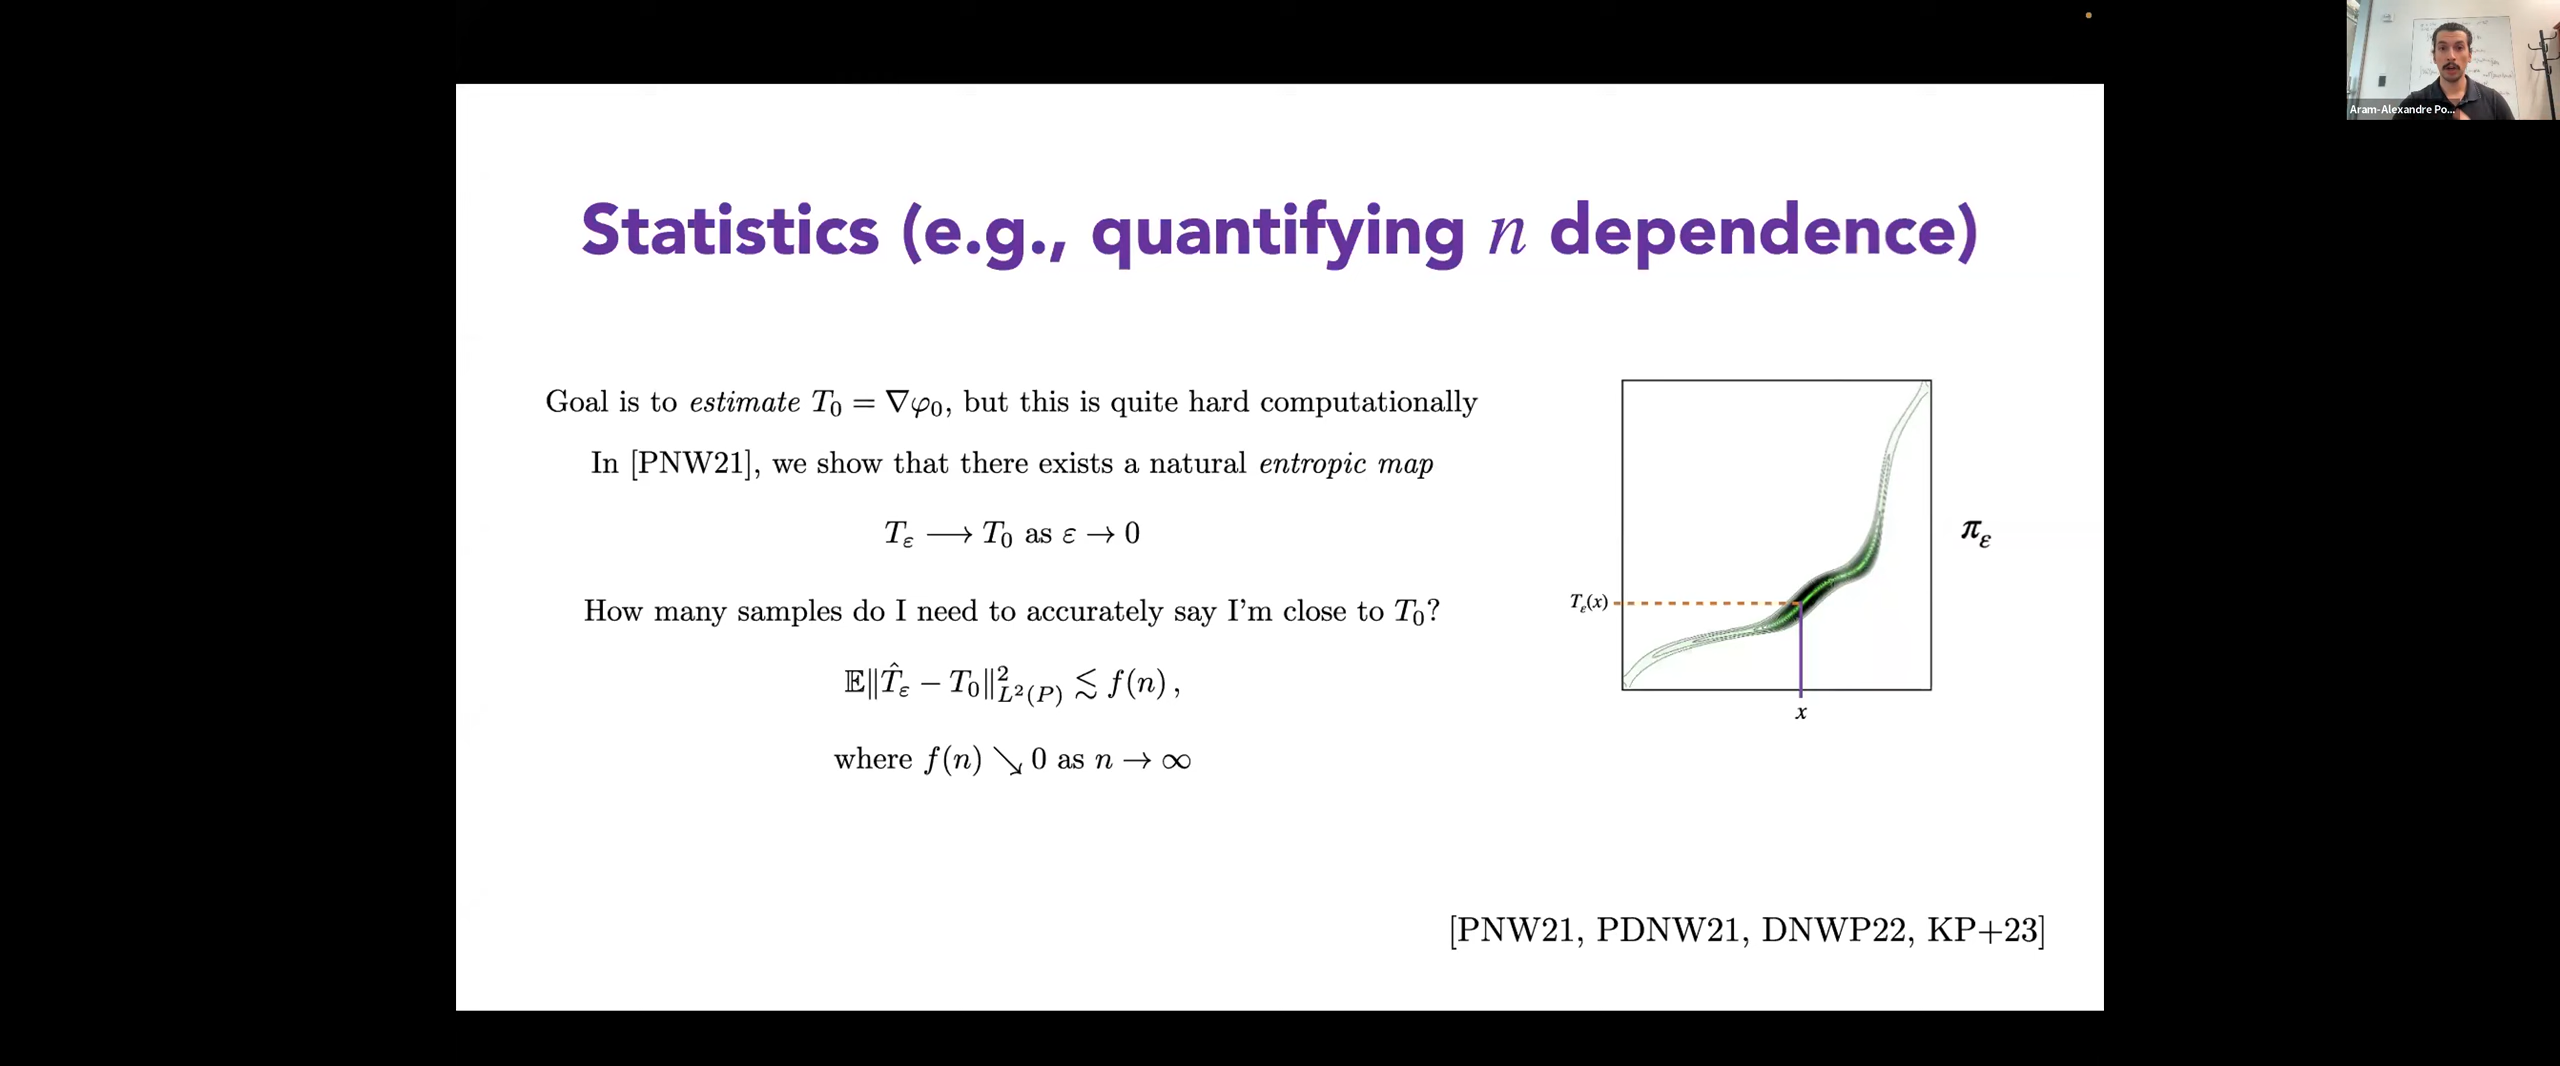 Aram-Alexandre Po...
Statistics (e.g., quantifying n dependence)
Goal is to estimate T₀ = ∇φ₀, but this is quite hard computationally
In [PNW21], we show that there exists a natural entropic map
T_ε ⟶ T₀ as ε → 0
How many samples do I need to accurately say I'm close to T₀?
𝔼‖T̂_ε − T₀‖²_{L²(P)} ≲ f(n) ,
where f(n) ↘ 0 as n → ∞
π_ε
T_ε(x)
x
[PNW21, PDNW21, DNWP22, KP+23]